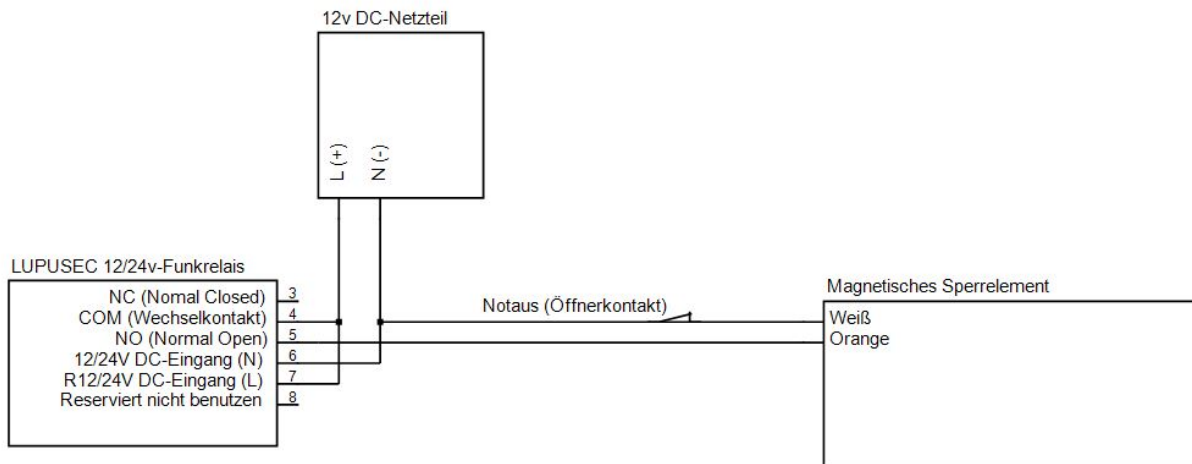 12v DC-Netzteil
L (+)
N (-)
LUPUSEC 12/24v-Funkrelais
NC (Nomal Closed)
3
COM (Wechselkontakt)
4
NO (Normal Open)
5
12/24V DC-Eingang (N)
6
R12/24V DC-Eingang (L)
7
Reserviert nicht benutzen
8
Notaus (Öffnerkontakt)
Magnetisches Sperrelement
Weiß
Orange